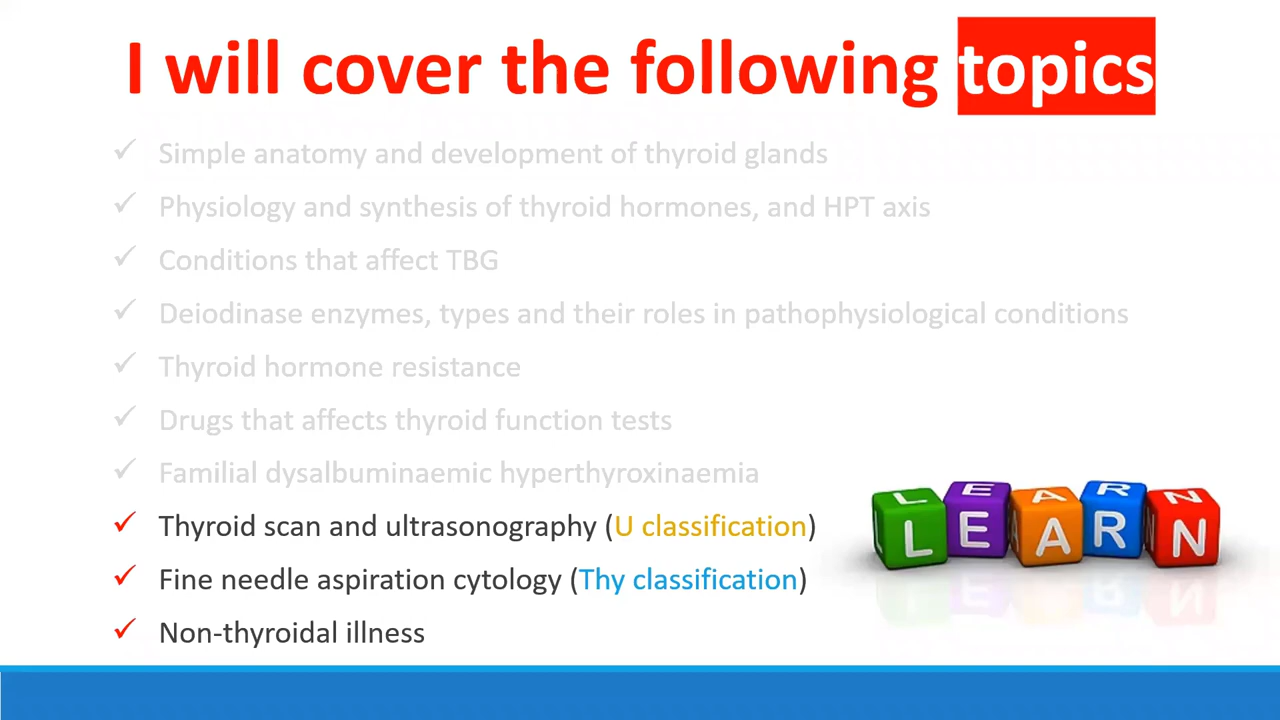 I will cover the following topics
✓ Simple anatomy and development of thyroid glands
✓ Physiology and synthesis of thyroid hormones, and HPT axis
✓ Conditions that affect TBG
✓ Deiodinase enzymes, types and their roles in pathophysiological conditions
✓ Thyroid hormone resistance
✓ Drugs that affects thyroid function tests
✓ Familial dysalbuminaemic hyperthyroxinaemia
✓ Thyroid scan and ultrasonography (U classification)
✓ Fine needle aspiration cytology (Thy classification)
✓ Non-thyroidal illness
LEARN